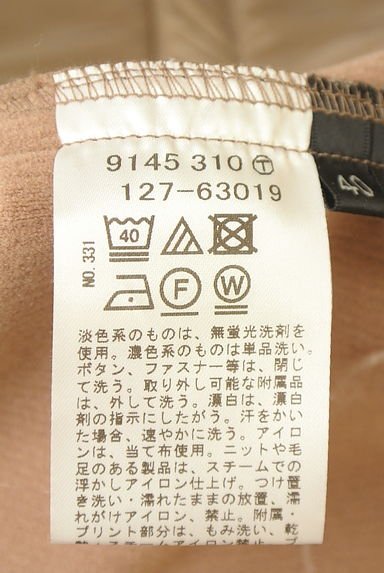 9145 310 Ⓣ
127-63019
40
NO.331
40
F
W
淡色系のものは、無蛍光洗剤を
使用。濃色系のものは単品洗い。
ボタン、ファスナー等は、閉じ
て洗う。取り外し可能な附属品
は、外して洗う。漂白は、漂白
剤の指示にしたがう。汗をかい
た場合、速やかに洗う。アイロ
ンは、当て布使用。ニットや毛
足のある製品は、スチームでの
浮かしアイロン仕上げ。つけ置
き洗い・濡れたままの放置、濡
れがけアイロン、禁止。附属・
プリント部分は、もみ洗い、乾